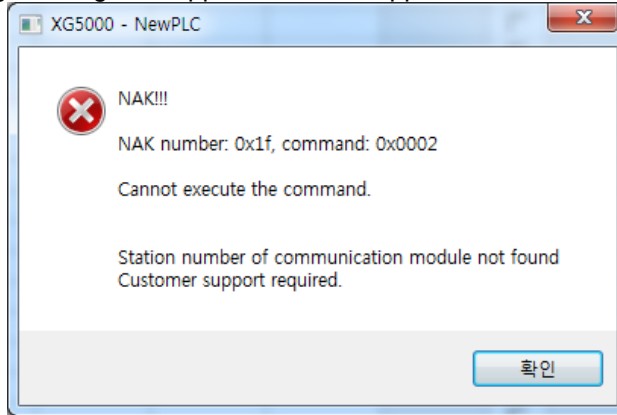 XG5000 - NewPLC
NAK!!!
NAK number: 0x1f, command: 0x0002
Cannot execute the command.
Station number of communication module not found
Customer support required.
확인